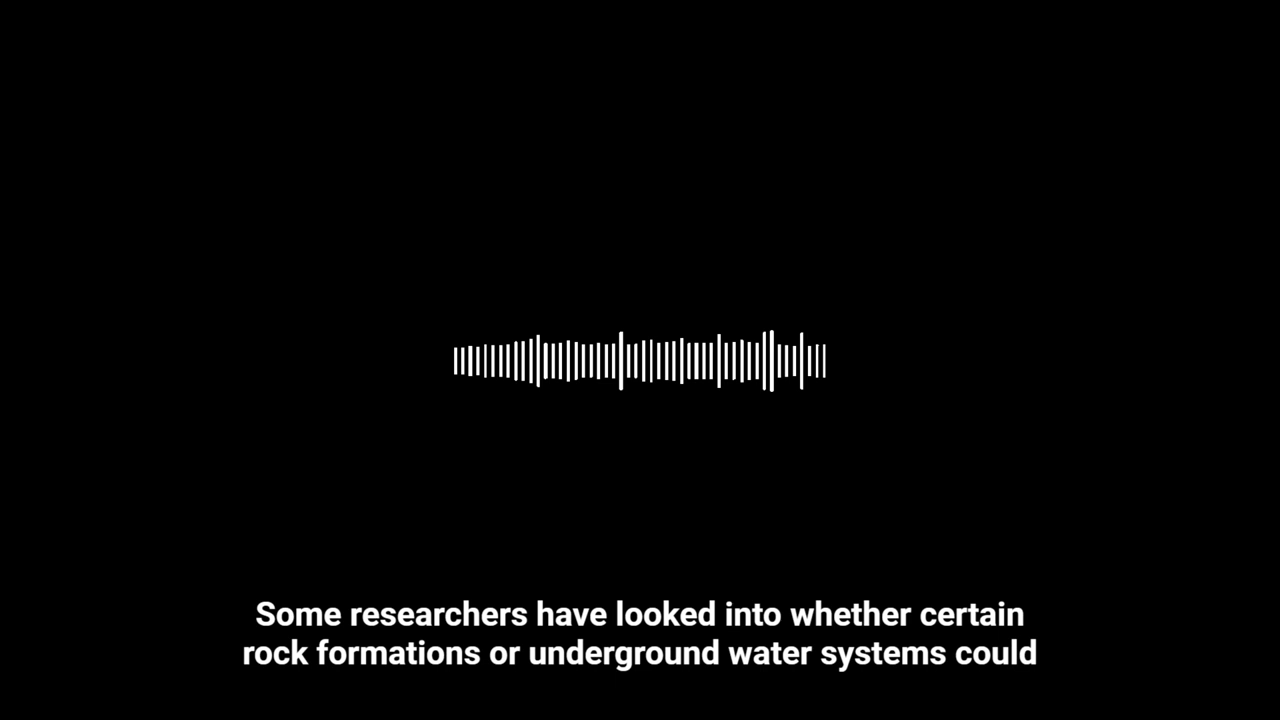 Some researchers have looked into whether certain
rock formations or underground water systems could